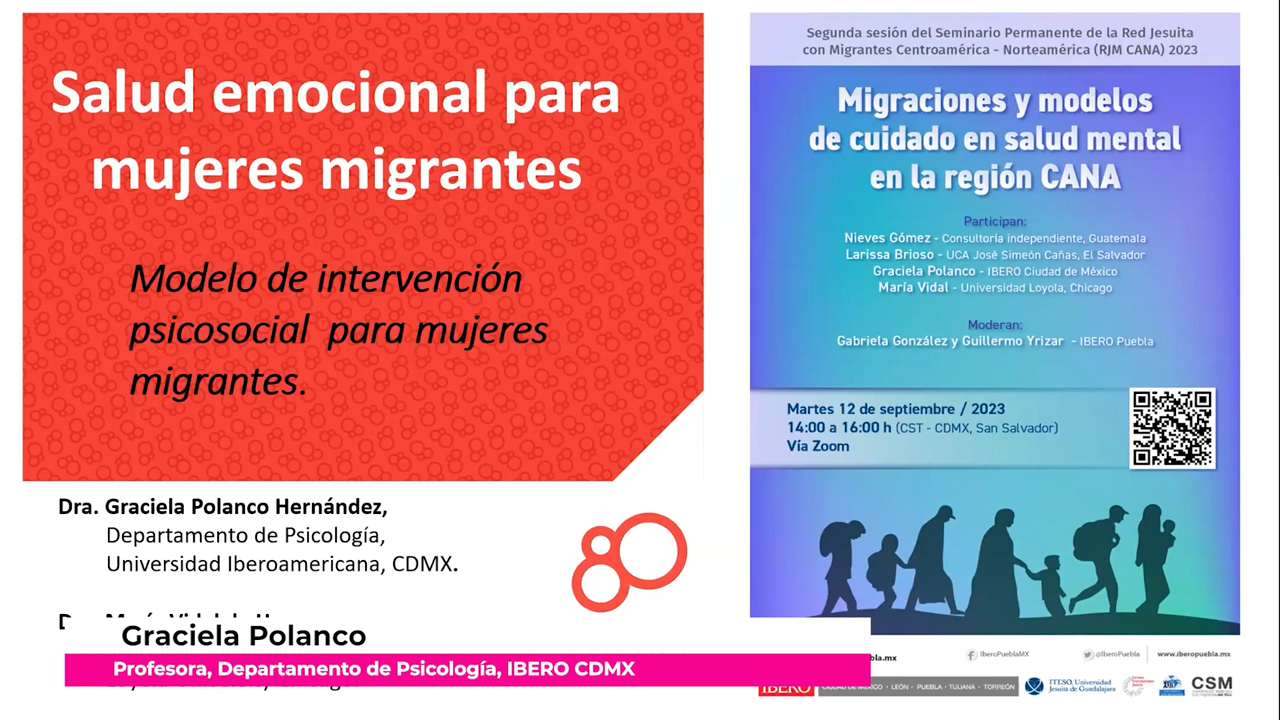 Salud emocional para
mujeres migrantes
Modelo de intervención
psicosocial para mujeres
migrantes.
Dra. Graciela Polanco Hernández,
Departamento de Psicología,
Universidad Iberoamericana, CDMX.
Graciela Polanco
Profesora, Departamento de Psicología, IBERO CDMX
Segunda sesión del Seminario Permanente de la Red Jesuita
con Migrantes Centroamérica - Norteamérica (RJM CANA) 2023
Migraciones y modelos
de cuidado en salud mental
en la región CANA
Participan:
Nieves Gómez - Consultoría independiente, Guatemala
Larissa Brioso - UCA José Simeón Cañas, El Salvador
Graciela Polanco - IBERO Ciudad de México
María Vidal - Universidad Loyola, Chicago
Moderan:
Gabriela González y Guillermo Yrizar - IBERO Puebla
Martes 12 de septiembre / 2023
14:00 a 16:00 h (CST - CDMX, San Salvador)
Vía Zoom
IberoPueblaMX
@IberoPuebla
www.iberopuebla.mx
IBERO
CIUDAD DE MÉXICO · LEÓN · PUEBLA · TIJUANA · TORREÓN
ITESO, Universidad
Jesuita de Guadalajara
CSM